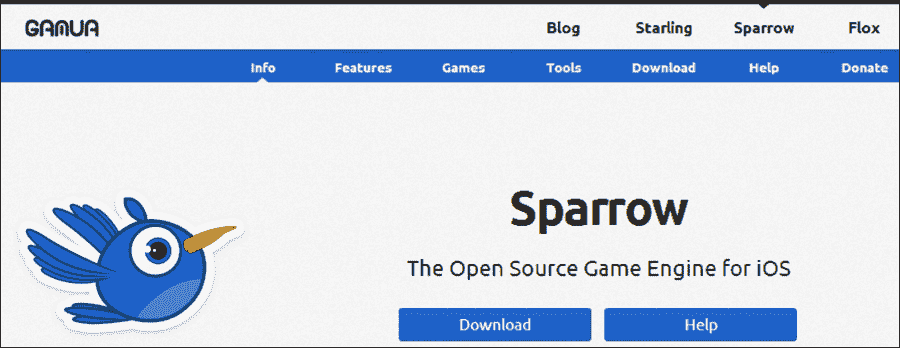 GAMUA Blog Starling Sparrow Flox
Info Features Games Tools Download Help Donate
Sparrow
The Open Source Game Engine for iOS
Download Help